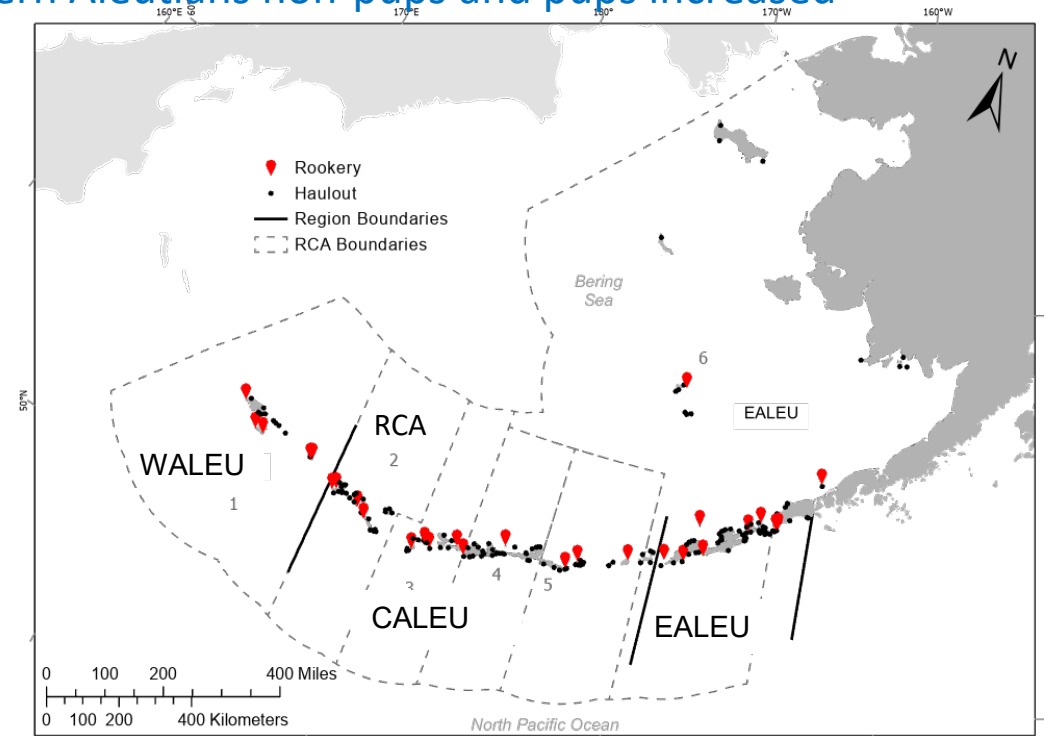 Aleutians non-pups and pups increased
160°E
170°E
180°
170°W
160°W
N
Rookery
Haulout
Region Boundaries
RCA Boundaries
Bering
Sea
6
EALEU
50°N
RCA
2
WALEU
1
3
4
5
CALEU
EALEU
0 100 200 400 Miles
0 100 200 400 Kilometers
North Pacific Ocean